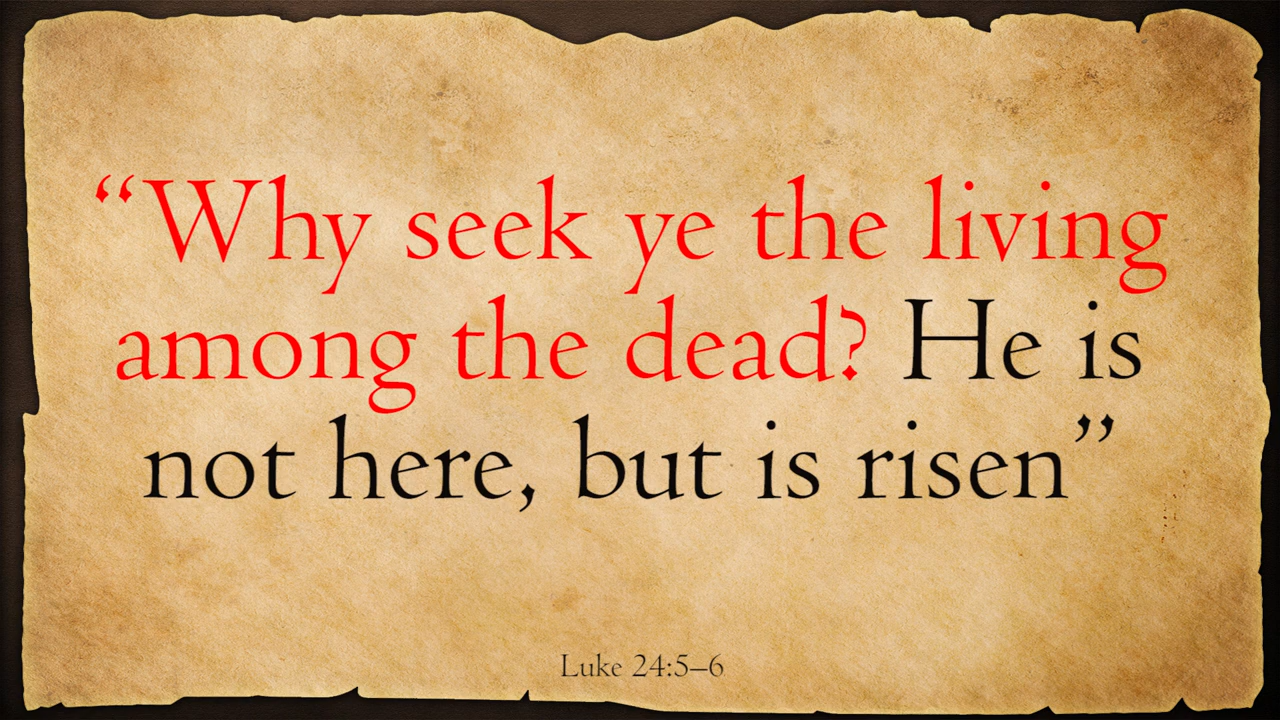 “Why seek ye the living
among the dead? He is
not here, but is risen”
Luke 24:5–6